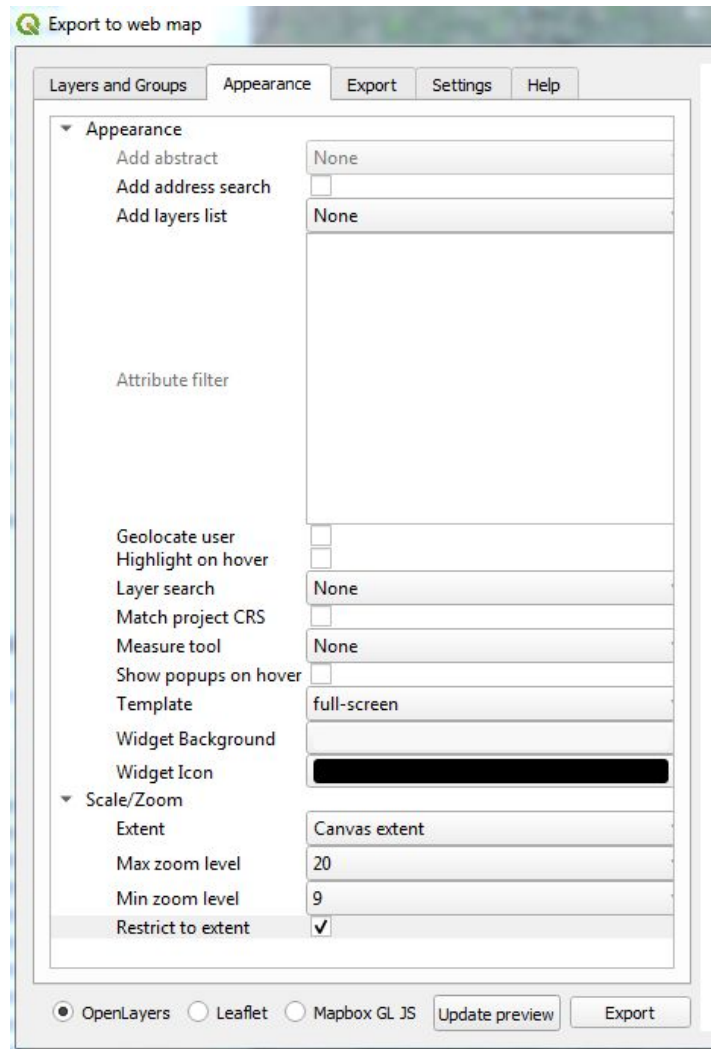 Export to web map
Layers and Groups Appearance Export Settings Help
Appearance
Add abstract None
Add address search
Add layers list None
Attribute filter
Geolocate user
Highlight on hover
Layer search None
Match project CRS
Measure tool None
Show popups on hover
Template full-screen
Widget Background
Widget Icon
Scale/Zoom
Extent Canvas extent
Max zoom level 20
Min zoom level 9
Restrict to extent
OpenLayers Leaflet Mapbox GL JS Update preview Export